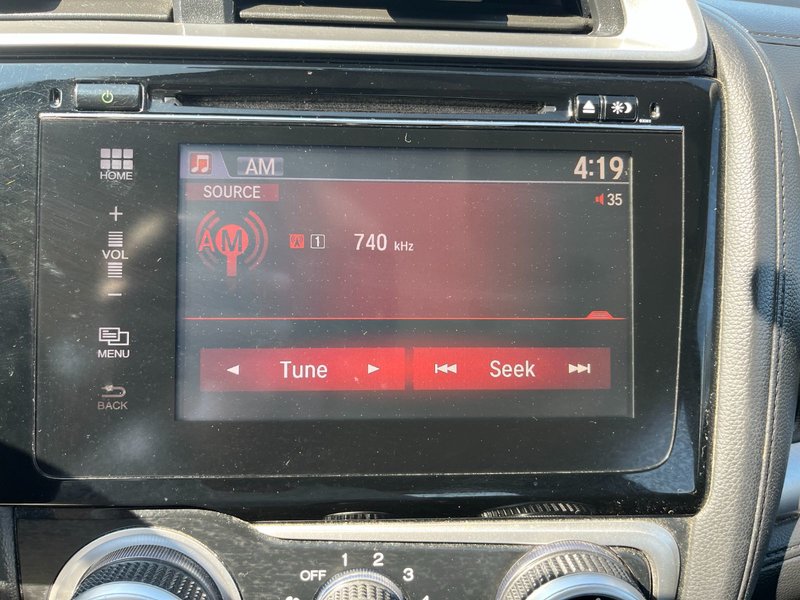 AM
4:19
HOME
SOURCE
35
+
AM
1
740 kHz
VOL
−
MENU
Tune
Seek
BACK
OFF 1 2 3
4